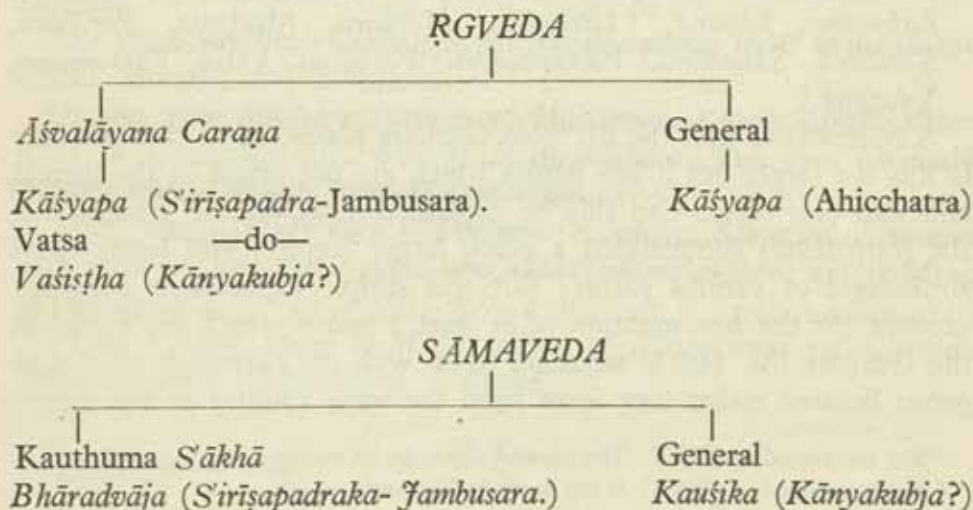 ṚGVEDA
Āśvalāyana Caraṇa General
Kāśyapa (S'irīṣapadra-Jambusara). Kāśyapa (Ahicchatra)
Vatsa —do—
Vaśiṣṭha (Kānyakubja?)
SĀMAVEDA
Kauthuma S'ākhā General
Bhāradvāja (S'irīṣapadraka- Jambusara.) Kauśika (Kānyakubja?)